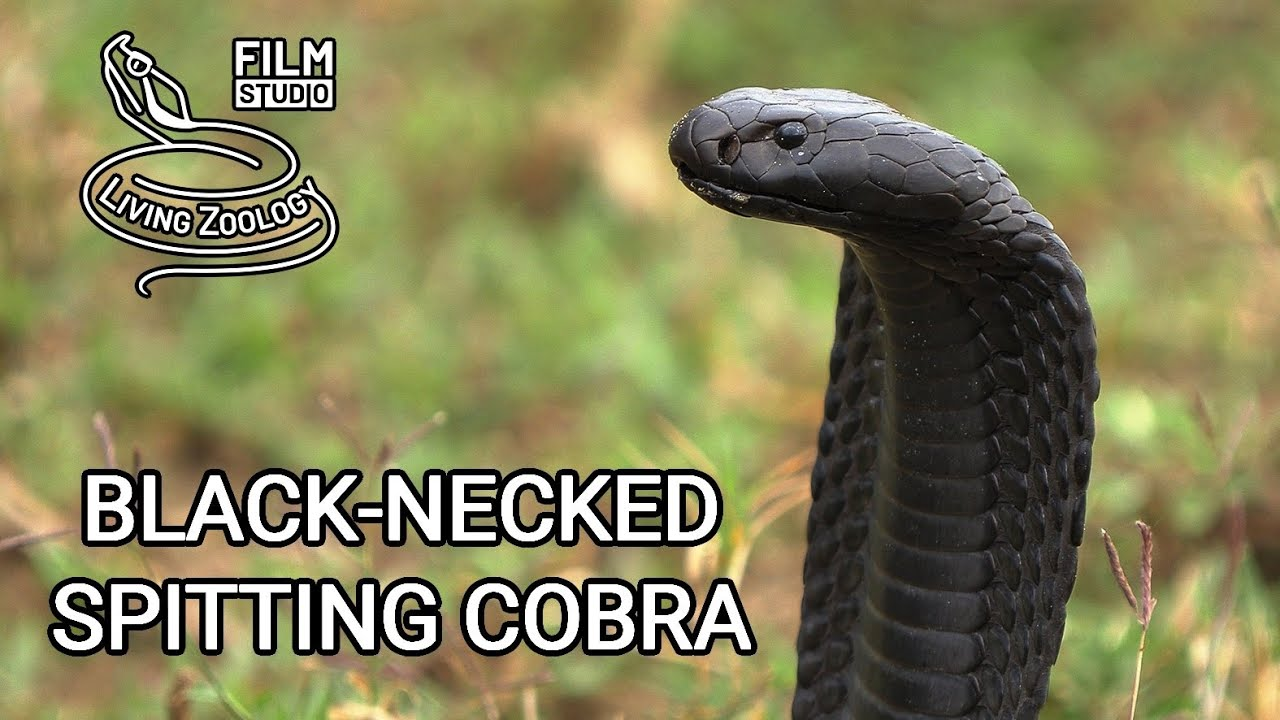 FILM
STUDIO
LIVING ZOOLOGY
BLACK-NECKED
SPITTING COBRA